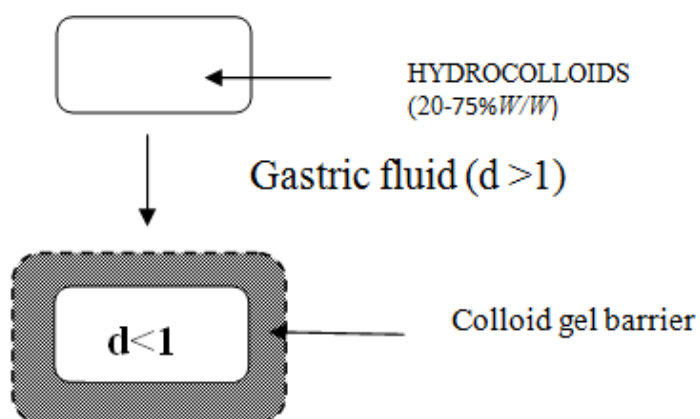 HYDROCOLLOIDS
(20-75%W/W)
Gastric fluid (d >1)
Colloid gel barrier
d<1